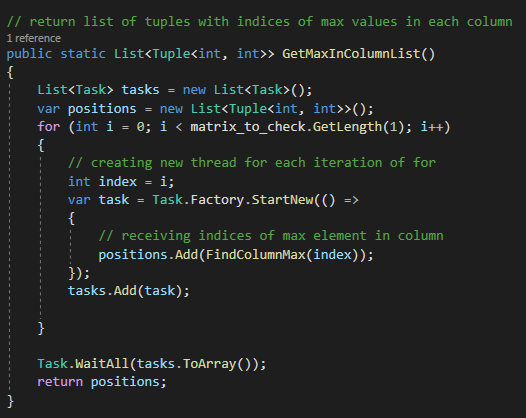 // return list of tuples with indices of max values in each column
1 reference
public static List<Tuple<int, int>> GetMaxInColumnList()
{
    List<Task> tasks = new List<Task>();
    var positions = new List<Tuple<int, int>>();
    for (int i = 0; i < matrix_to_check.GetLength(1); i++)
    {
        // creating new thread for each iteration of for
        int index = i;
        var task = Task.Factory.StartNew(() =>
        {
            // receiving indices of max element in column
            positions.Add(FindColumnMax(index));
        });
        tasks.Add(task);
    }
    Task.WaitAll(tasks.ToArray());
    return positions;
}